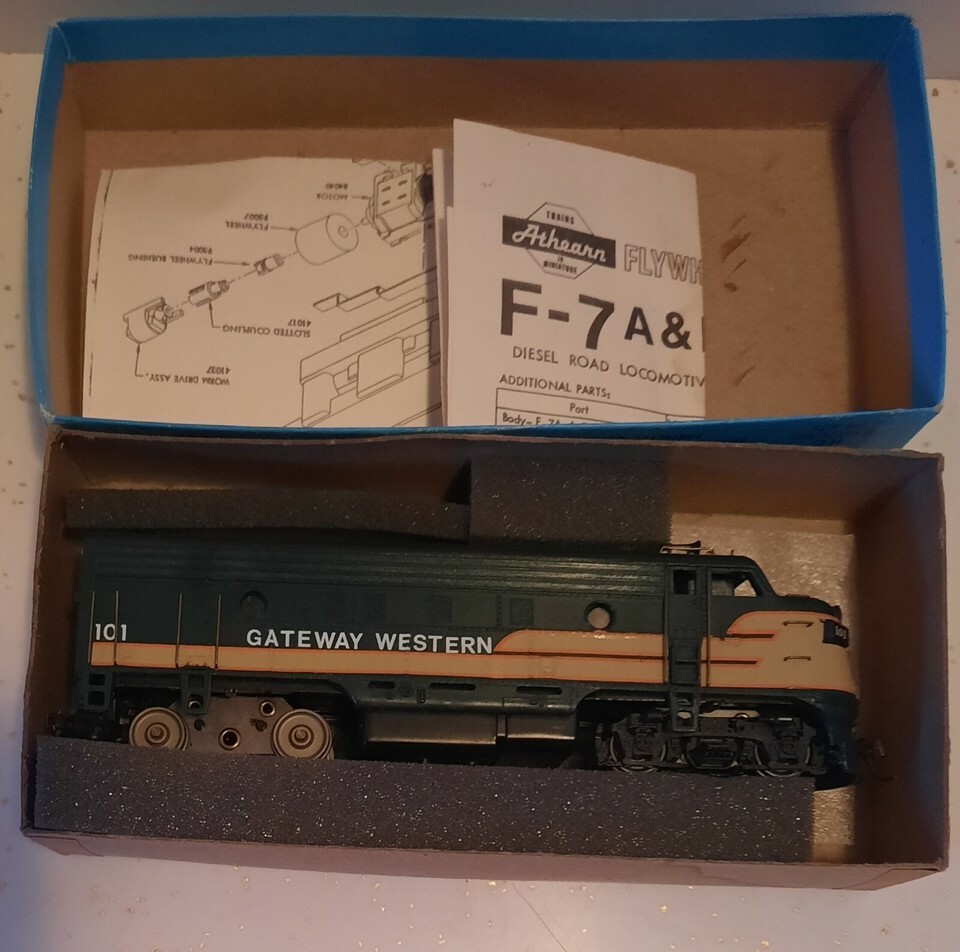 MOTOR
84040
FLYWHEEL
FLYWHEEL BUSHING
SLOTTED COUPLING
41017
WORM DRIVE ASSY.
41037
TRAINS
Athearn
IN
MINIATURE
FLYWH
F-7 A &
DIESEL ROAD LOCOMOTIV
ADDITIONAL PARTS:
Part
101
GATEWAY WESTERN
101